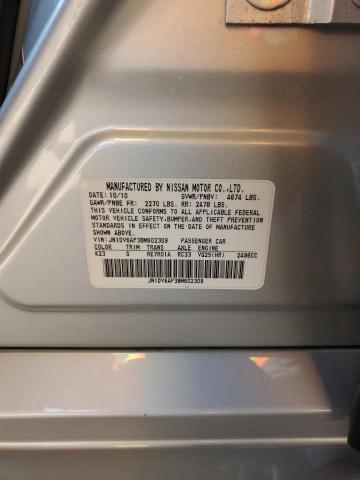 MANUFACTURED BY NISSAN MOTOR CO.,LTD.
DATE: 10/10 GVWR/PNBV: 4674 LBS.
GAWR/PNBE FR: 2270 LBS. RR: 2478 LBS.
THIS VEHICLE CONFORMS TO ALL APPLICABLE FEDERAL
MOTOR VEHICLE SAFETY,BUMPER,AND THEFT PREVENTION
STANDARDS IN EFFECT ON THE DATE OF MANUFACTURE
SHOWN ABOVE.
VIN: JN1DV6AP3BM602309 PASSENGER CAR
COLOR TRIM TRANS AXLE ENGINE
K23 G RE7R01A RC33 VQ25(HR) 2496CC
JN1DV6AP3BM602309